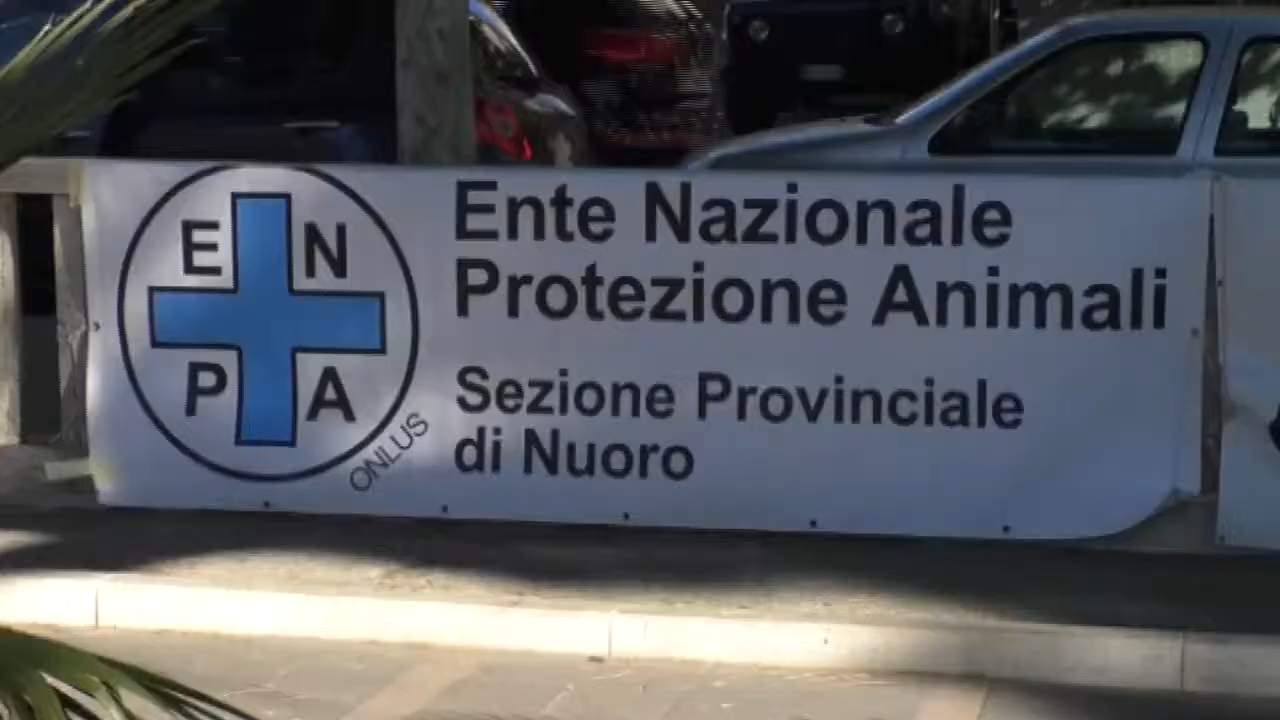 E N
P A
ONLUS
Ente Nazionale
Protezione Animali
Sezione Provinciale
di Nuoro